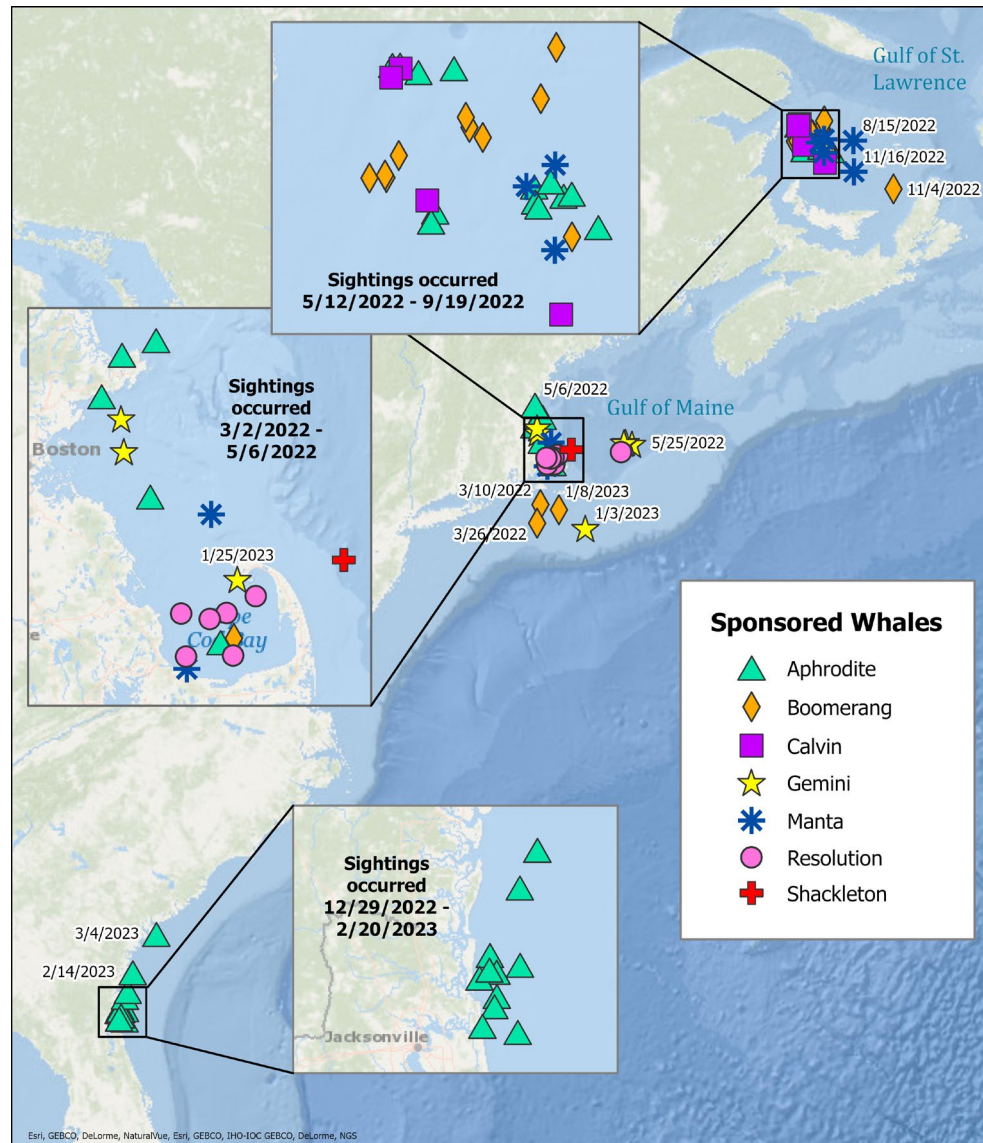 Gulf of St.
Lawrence
8/15/2022
11/16/2022
11/4/2022
Sightings occurred
5/12/2022 - 9/19/2022
5/6/2022
Gulf of Maine
5/25/2022
3/10/2022
1/8/2023
1/3/2023
3/26/2022
Sightings
occurred
3/2/2022 -
5/6/2022
Boston
1/25/2023
Cod Bay
Sponsored Whales
Aphrodite
Boomerang
Calvin
Gemini
Manta
Resolution
Shackleton
Sightings
occurred
12/29/2022 -
2/20/2023
3/4/2023
2/14/2023
Jacksonville
Esri, GEBCO, DeLorme, NaturalVue, Esri, GEBCO, IHO-IOC GEBCO, DeLorme, NGS